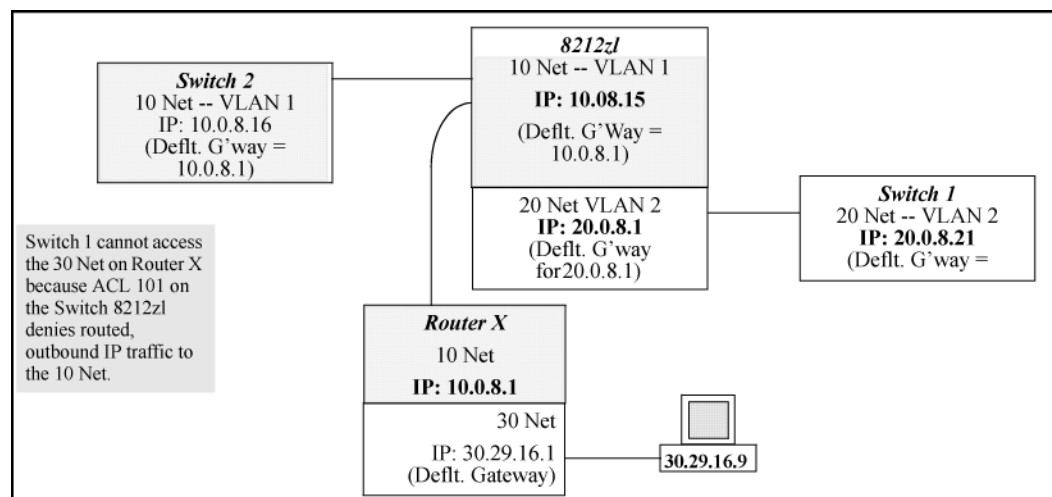 8212zl
10 Net -- VLAN 1
IP: 10.08.15
(Deflt. G'Way =
10.0.8.1)
20 Net VLAN 2
IP: 20.0.8.1
(Deflt. G'way
for20.0.8.1)
Switch 2
10 Net -- VLAN 1
IP: 10.0.8.16
(Deflt. G'way =
10.0.8.1)
Switch 1
20 Net -- VLAN 2
IP: 20.0.8.21
(Deflt. G'way =
Switch 1 cannot access
the 30 Net on Router X
because ACL 101 on
the Switch 8212zl
denies routed,
outbound IP traffic to
the 10 Net.
Router X
10 Net
IP: 10.0.8.1
30 Net
IP: 30.29.16.1
(Deflt. Gateway)
30.29.16.9